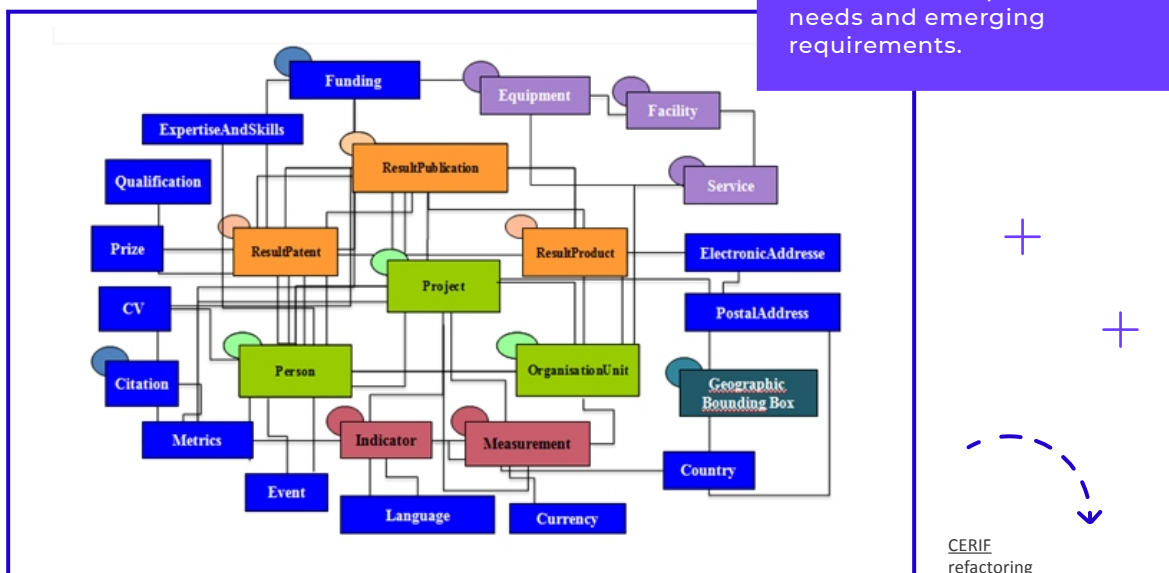 needs and emerging
requirements.
Funding
Equipment
Facility
ExpertiseAndSkills
ResultPublication
Qualification
Service
Prize
ResultPatent
ResultProduct
ElectronicAddresse
Project
CV
PostalAddress
Person
OrganisationUnit
Citation
Geographic
Bounding Box
Metrics
Indicator
Measurement
Country
Event
Language
Currency
CERIF
refactoring